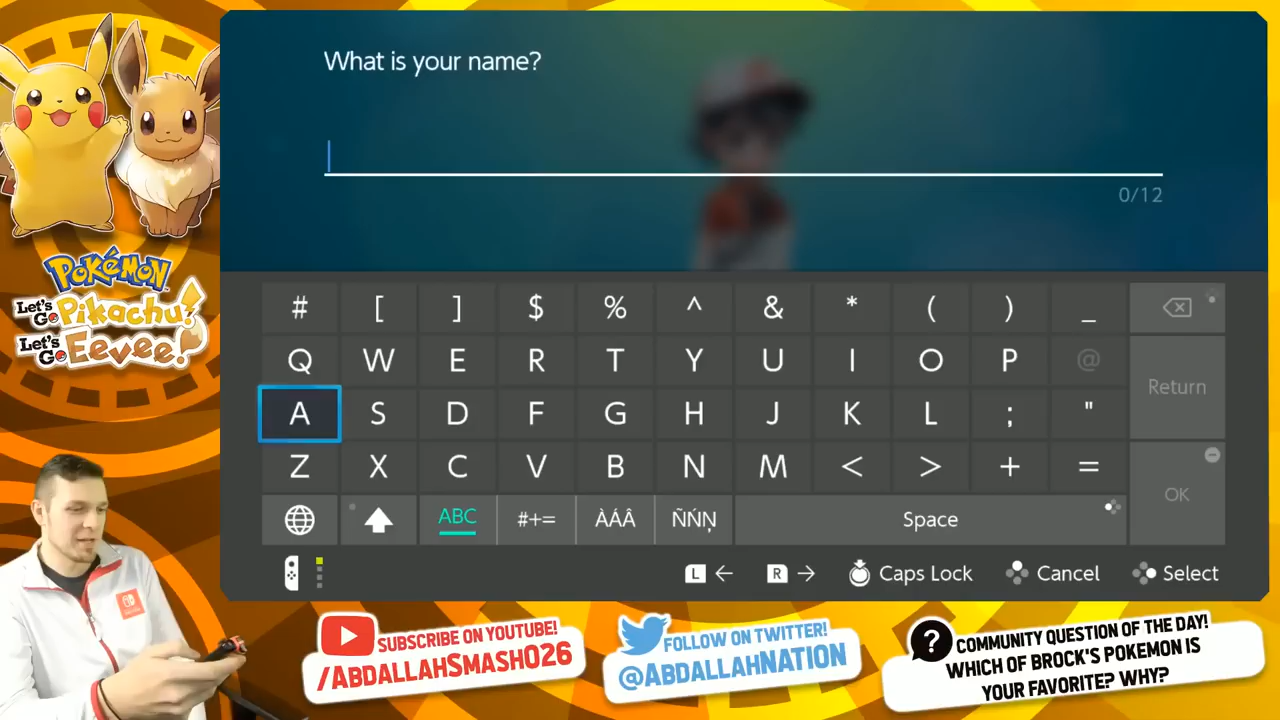 What is your name?
0/12
POKéMON
Let's Go Pikachu!
Let's Go Eevee!
# [ ] $ % ^ & * ( ) _
Q W E R T Y U I O P @
Return
A S D F G H J K L ; "
Z X C V B N M < > + =
OK
ABC #+= ÀÁÂ ÑŃŅ Space
L ← R → Caps Lock Cancel Select
SUBSCRIBE ON YOUTUBE!
/ABDALLAHSMASH026
FOLLOW ON TWITTER!
@ABDALLAHNATION
?
COMMUNITY QUESTION OF THE DAY!
WHICH OF BROCK'S POKEMON IS
YOUR FAVORITE? WHY?